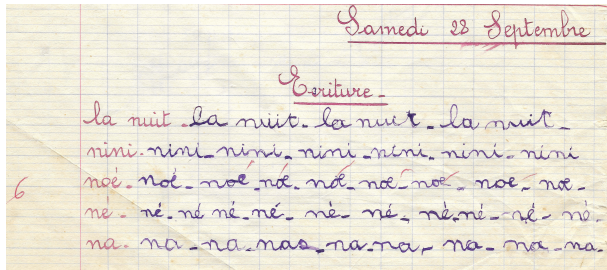 Samedi 28 Septembre
Ecriture-
la nuit-la nuit-la nuit-la nuit-
nini-nini-nini-nini-nini-nini-nini
noé-noé-noé-noé-noé-noé-noé-noé-noé-
6 né-né-né né-né-né-né-né-né-né-né-
na-na-na-nas-na-na-na-na-na-